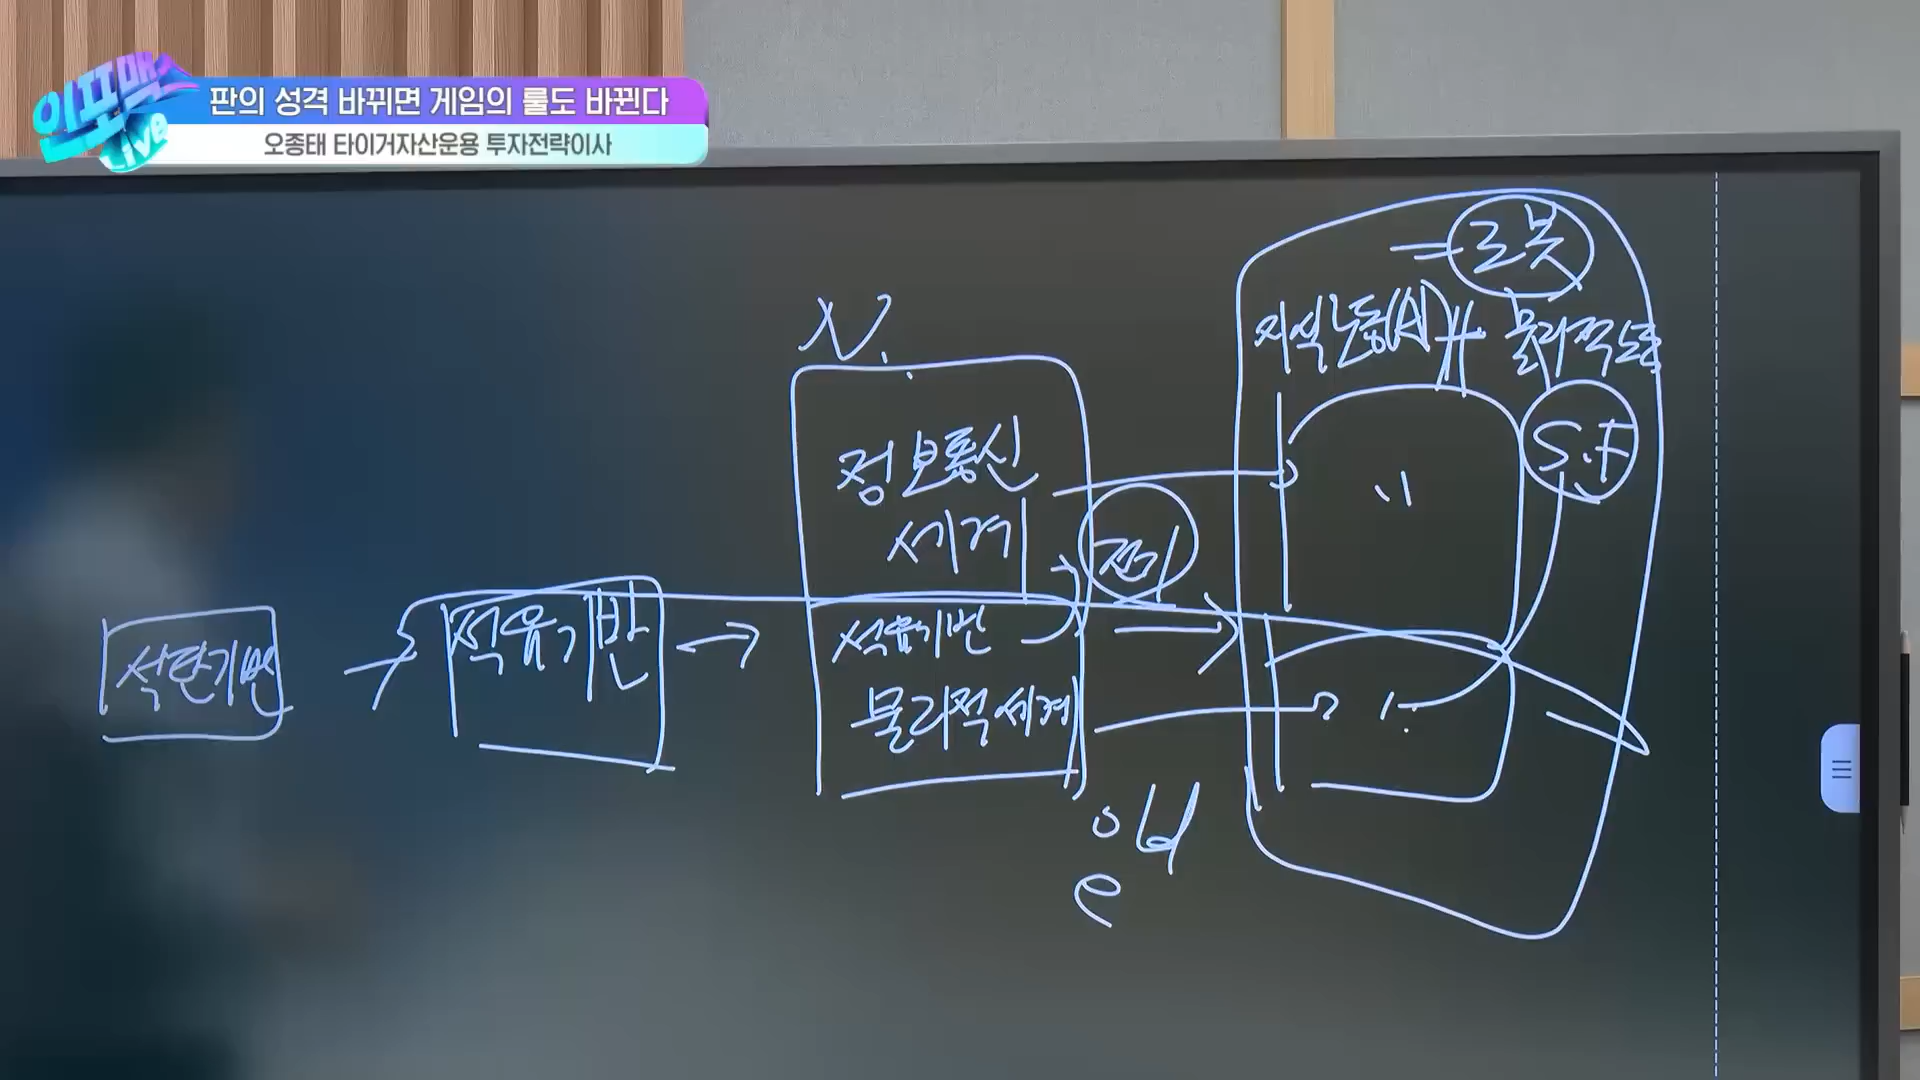 인포맥스
Live
판의 성격 바뀌면 게임의 룰도 바뀐다
오종태 타이거자산운용 투자전략이사
로봇
지식노동(AI) + 물리적노동
N.
정보통신
세계
전기
S.F
〃
석탄기반
석유기반
석유기반
물리적세계
old
e